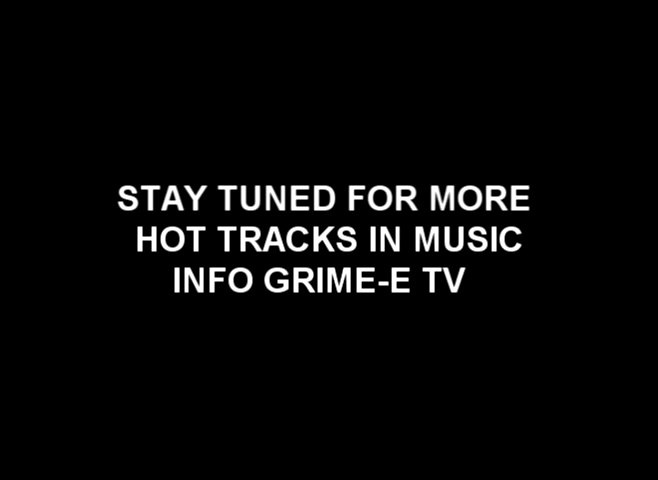 STAY TUNED FOR MORE
HOT TRACKS IN MUSIC
INFO GRIME-E TV